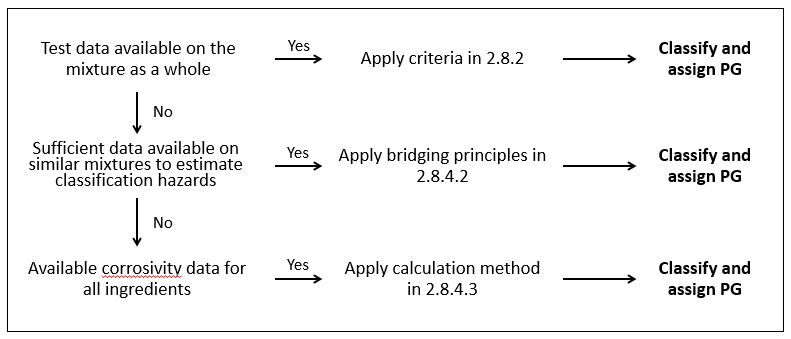 Test data available on the
mixture as a whole
Yes
Apply criteria in 2.8.2
Classify and
assign PG
No
Sufficient data available on
similar mixtures to estimate
classification hazards
Yes
Apply bridging principles in
2.8.4.2
Classify and
assign PG
No
Available corrosivity data for
all ingredients
Yes
Apply calculation method
in 2.8.4.3
Classify and
assign PG